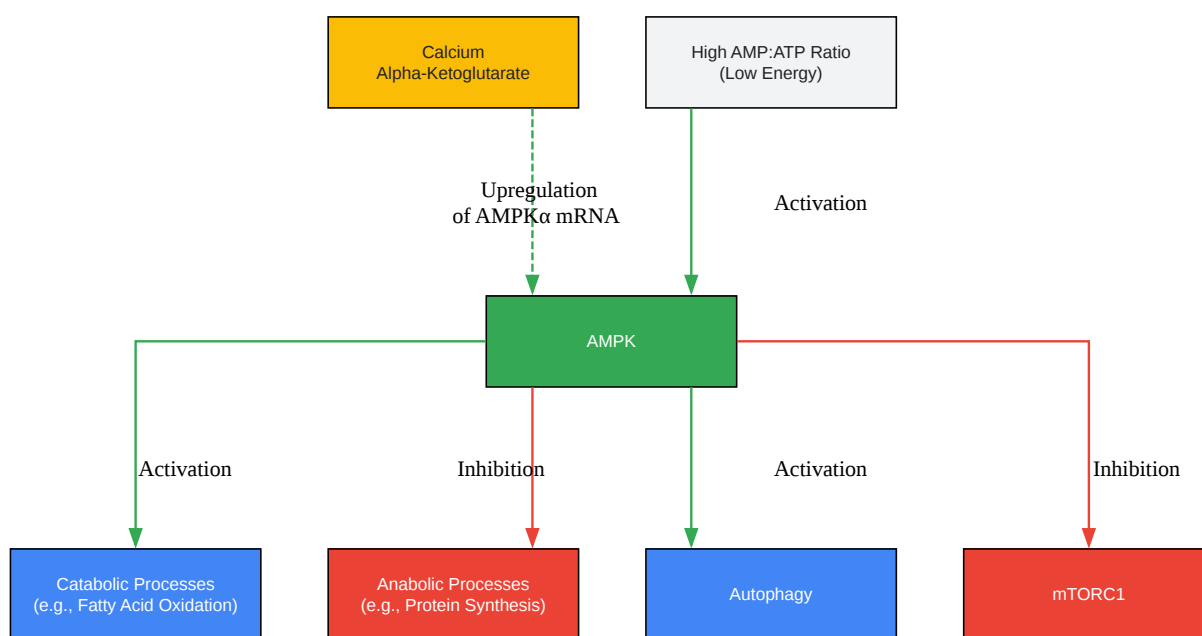 Calcium
Alpha-Ketoglutarate
High AMP:ATP Ratio
(Low Energy)
Upregulation
of AMPKα mRNA
Activation
AMPK
Activation
Inhibition
Activation
Inhibition
Catabolic Processes
(e.g., Fatty Acid Oxidation)
Anabolic Processes
(e.g., Protein Synthesis)
Autophagy
mTORC1